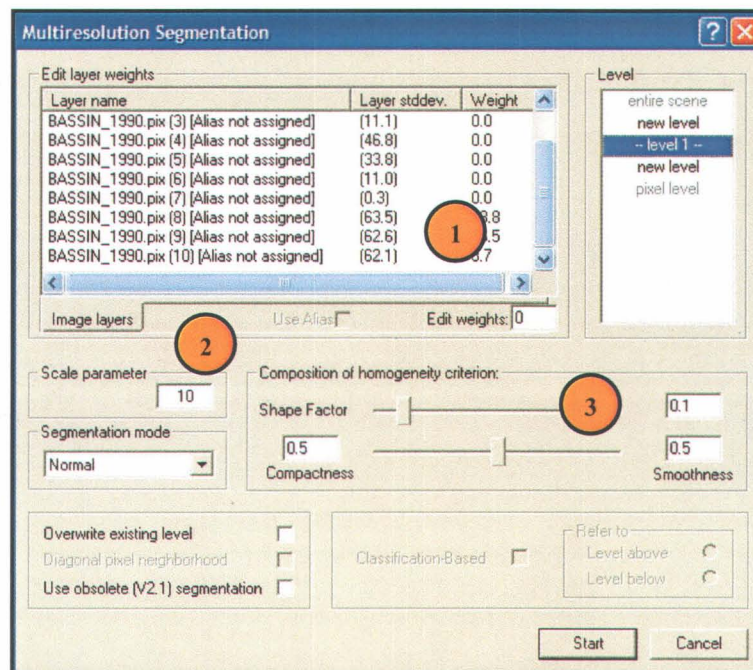 Multiresolution Segmentation
Edit layer weights
Layer name Layer stddev. Weight
BASSIN_1990.pix (3) [Alias not assigned] (11.1) 0.0
BASSIN_1990.pix (4) [Alias not assigned] (46.8) 0.0
BASSIN_1990.pix (5) [Alias not assigned] (33.8) 0.0
BASSIN_1990.pix (6) [Alias not assigned] (11.0) 0.0
BASSIN_1990.pix (7) [Alias not assigned] (0.3) 0.0
BASSIN_1990.pix (8) [Alias not assigned] (63.5)
BASSIN_1990.pix (9) [Alias not assigned] (62.6)
BASSIN_1990.pix (10) [Alias not assigned] (62.1)
1
Image layers Use Alias Edit weights: 0
Level
entire scene
new level
-- level 1 --
new level
pixel level
2
Scale parameter
10
Segmentation mode
Normal
Composition of homogeneity criterion:
Shape Factor 3 0.1
0.5 0.5
Compactness Smoothness
Overwrite existing level
Diagonal pixel neighborhood
Use obsolete (V2.1) segmentation
Classification-Based
Refer to
Level above
Level below
Start Cancel